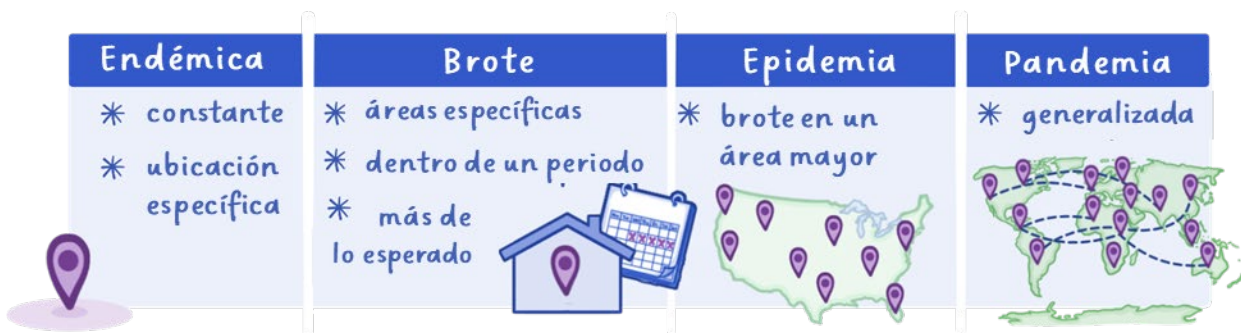 Endémica
constante
ubicación
específica
Brote
áreas específicas
dentro de un periodo
más de
lo esperado
Epidemia
brote en un
área mayor
Pandemia
generalizada